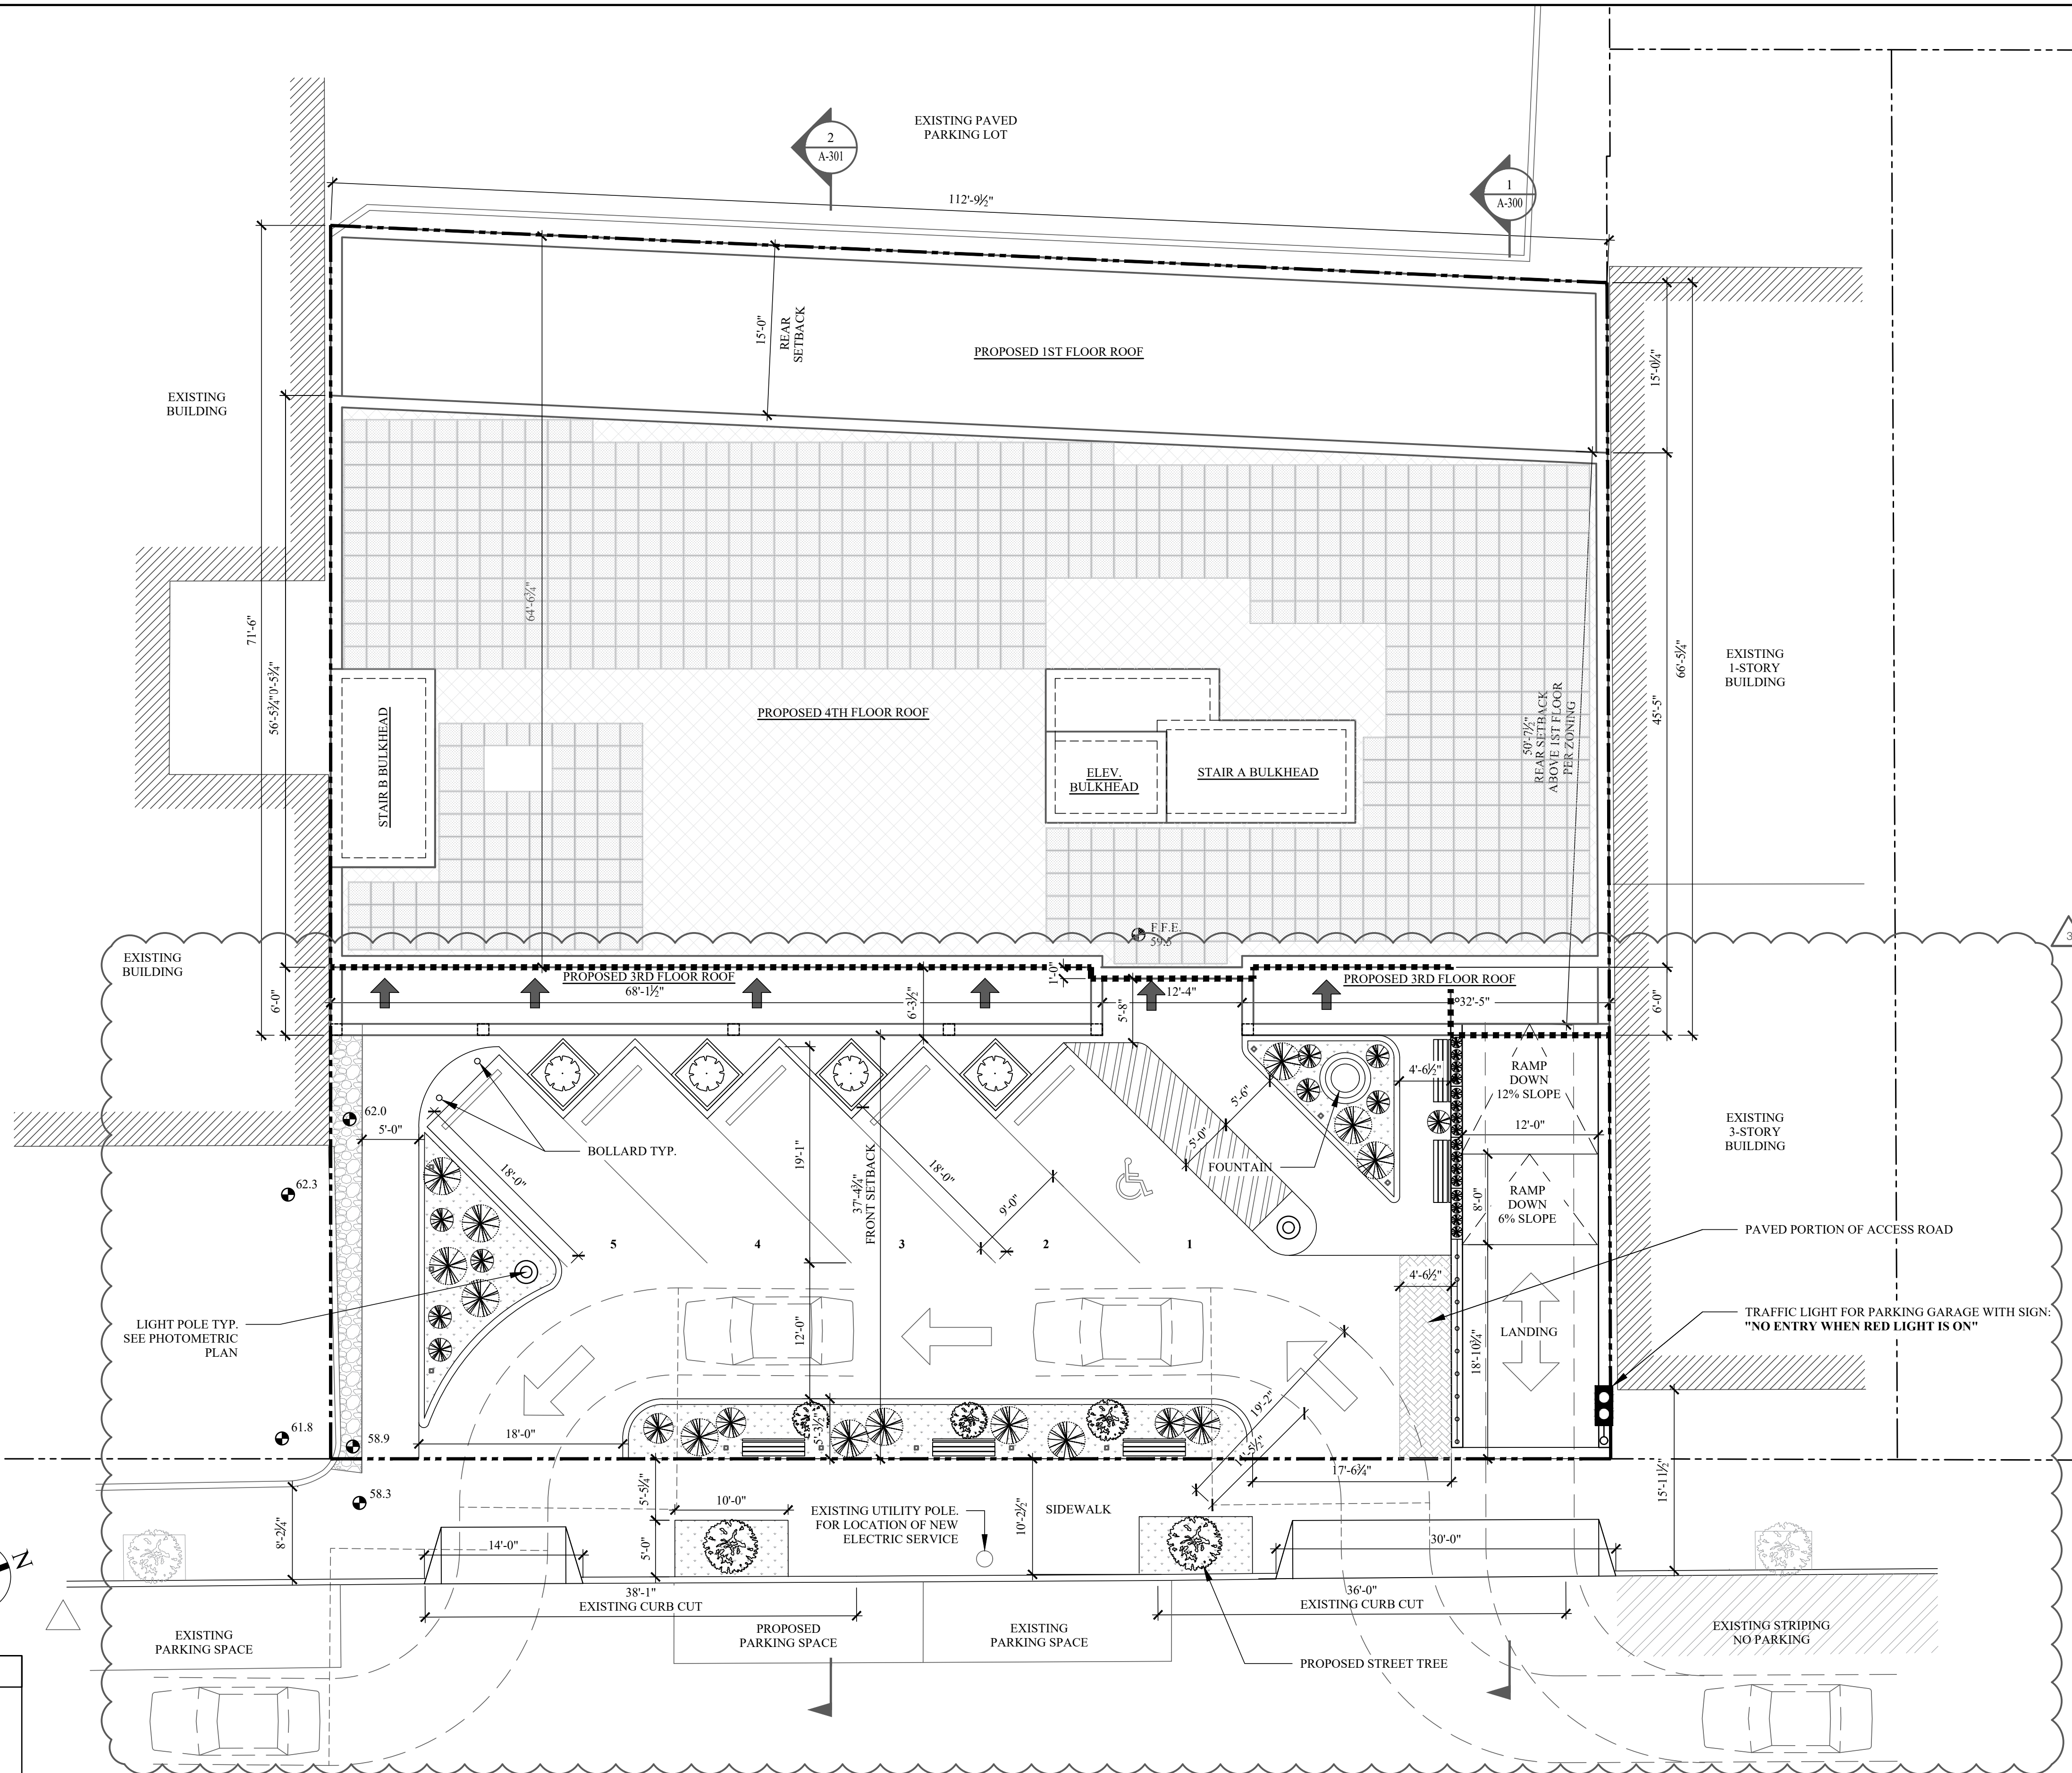 EXISTING PAVED
PARKING LOT
2
A-301
1
A-300
112'-9½"
15'-0"
REAR
SETBACK
PROPOSED 1ST FLOOR ROOF
15'-0¼"
EXISTING
BUILDING
71'-6"
64'-6¾"
56'-5¾"
0'-5¾"
PROPOSED 4TH FLOOR ROOF
STAIR B BULKHEAD
ELEV.
BULKHEAD
STAIR A BULKHEAD
50'-7½"
REAR SETBACK
ABOVE 1ST FLOOR
PER ZONING
45'-5"
66'-5¼"
EXISTING
1-STORY
BUILDING
F.F.E.
3
EXISTING
BUILDING
PROPOSED 3RD FLOOR ROOF
68'-1½"
6'-0"
6'-3½"
1'-0"
5'-8"
12'-4"
PROPOSED 3RD FLOOR ROOF
32'-5"
6'-0"
62.0
5'-0"
62.3
BOLLARD TYP.
18'-0"
19'-1"
37'-4¾"
FRONT SETBACK
18'-0"
9'-0"
5'-0"
5'-6"
FOUNTAIN
4'-6½"
RAMP
DOWN
12% SLOPE
12'-0"
EXISTING
3-STORY
BUILDING
RAMP
DOWN
6% SLOPE
8'-0"
5
4
3
2
1
PAVED PORTION OF ACCESS ROAD
4'-6½"
LIGHT POLE TYP.
SEE PHOTOMETRIC
PLAN
12'-0"
LANDING
18'-10¾"
TRAFFIC LIGHT FOR PARKING GARAGE WITH SIGN:
"NO ENTRY WHEN RED LIGHT IS ON"
61.8
58.9
18'-0"
5'-3½"
19'-2"
17'-6¾"
58.3
8'-2¼"
14'-0"
5'-5¼"
5'-0"
10'-0"
EXISTING UTILITY POLE.
FOR LOCATION OF NEW
ELECTRIC SERVICE
10'-2½"
SIDEWALK
30'-0"
15'-11½"
38'-1"
EXISTING CURB CUT
36'-0"
EXISTING CURB CUT
EXISTING
PARKING SPACE
PROPOSED
PARKING SPACE
EXISTING
PARKING SPACE
EXISTING STRIPING
NO PARKING
PROPOSED STREET TREE
N